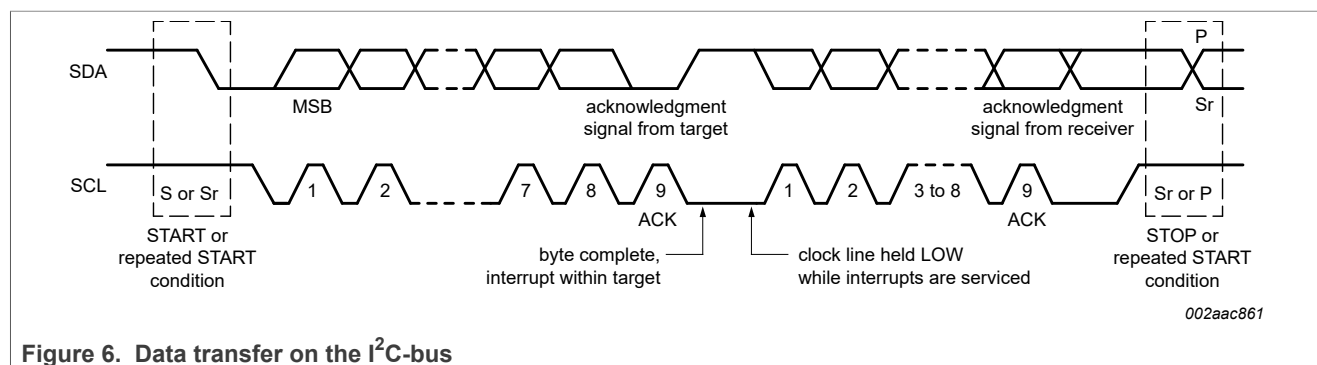 P
SDA
MSB
acknowledgment
signal from target
acknowledgment
signal from receiver
Sr
SCL
S or Sr
1
2
7
8
9
1
2
3 to 8
9
Sr or P
ACK
ACK
START or
repeated START
condition
byte complete,
interrupt within target
clock line held LOW
while interrupts are serviced
STOP or
repeated START
condition
002aac861
Figure 6. Data transfer on the I²C-bus